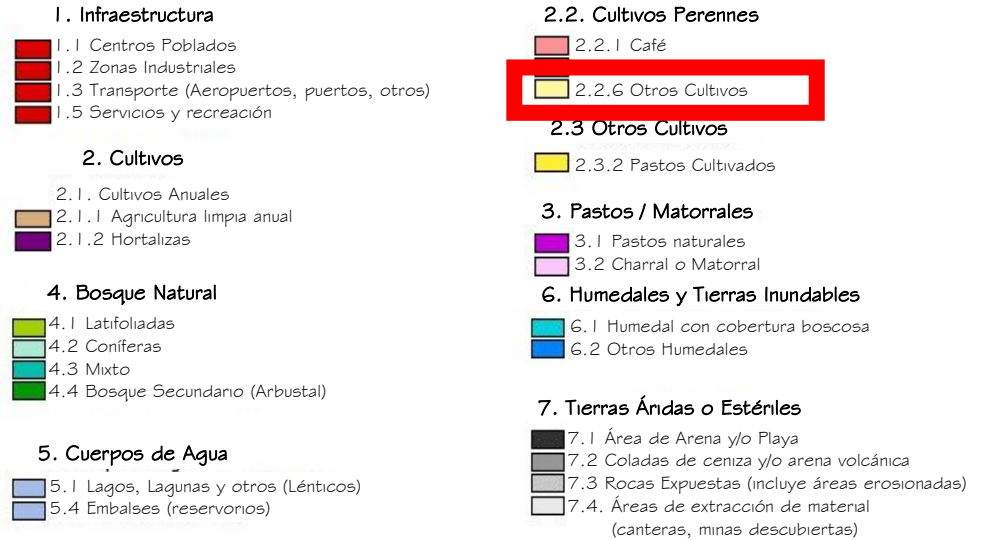 1. Infraestructura
1.1 Centros Poblados
1.2 Zonas Industriales
1.3 Transporte (Aeropuertos, puertos, otros)
1.5 Servicios y recreación
2. Cultivos
2.1. Cultivos Anuales
2.1.1 Agricultura limpia anual
2.1.2 Hortalizas
4. Bosque Natural
4.1 Latifoliadas
4.2 Coníferas
4.3 Mixto
4.4 Bosque Secundario (Arbustal)
5. Cuerpos de Agua
5.1 Lagos, Lagunas y otros (Lénticos)
5.4 Embalses (reservorios)
2.2. Cultivos Perennes
2.2.1 Café
2.2.6 Otros Cultivos
2.3 Otros Cultivos
2.3.2 Pastos Cultivados
3. Pastos / Matorrales
3.1 Pastos naturales
3.2 Charral o Matorral
6. Humedales y Tierras Inundables
6.1 Humedal con cobertura boscosa
6.2 Otros Humedales
7. Tierras Áridas o Estériles
7.1 Área de Arena y/o Playa
7.2 Coladas de ceniza y/o arena volcánica
7.3 Rocas Expuestas (incluye áreas erosionadas)
7.4. Áreas de extracción de material
(canteras, minas descubiertas)